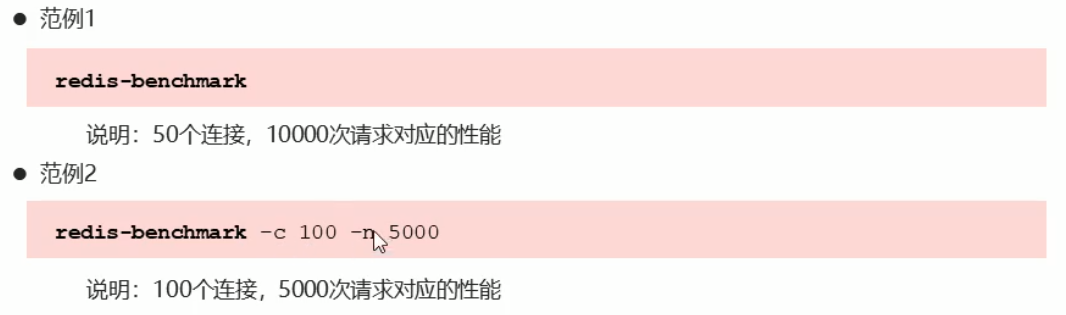 ● 范例1
redis-benchmark
说明：50个连接，10000次请求对应的性能
● 范例2
redis-benchmark -c 100 -n 5000
说明：100个连接，5000次请求对应的性能